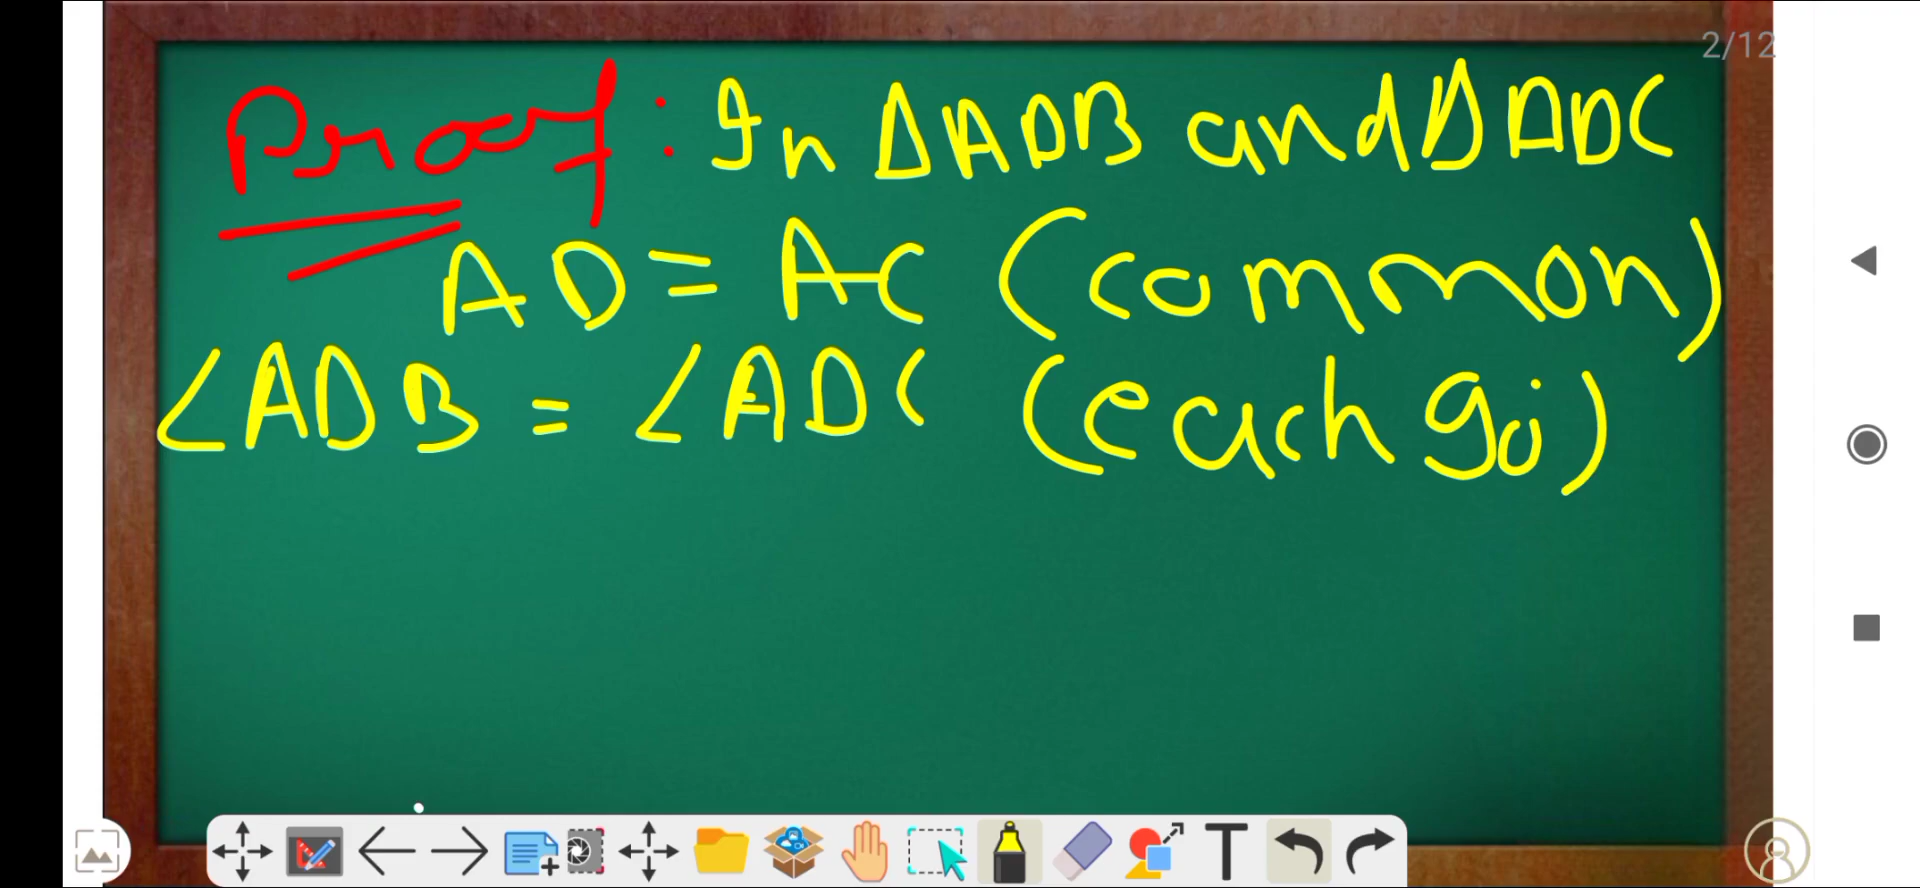 2/12
Proof: In ΔADB and ΔADC
AD = AC (common)
∠ADB = ∠ADC (each 90°)
T